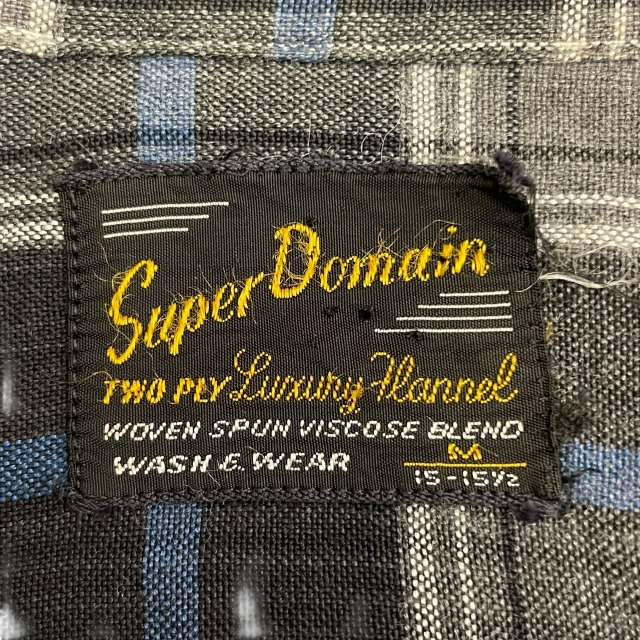 Super Domain
TWO PLY Luxury Flannel
WOVEN SPUN VISCOSE BLEND
WASH & WEAR
M
15-15½